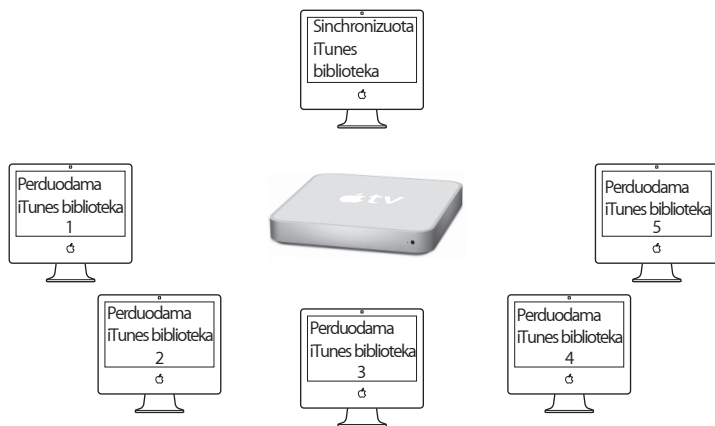 Sinchronizuota
iTunes
biblioteka
tv
Perduodama
iTunes biblioteka
1
Perduodama
iTunes biblioteka
5
Perduodama
iTunes biblioteka
2
Perduodama
iTunes biblioteka
3
Perduodama
iTunes biblioteka
4